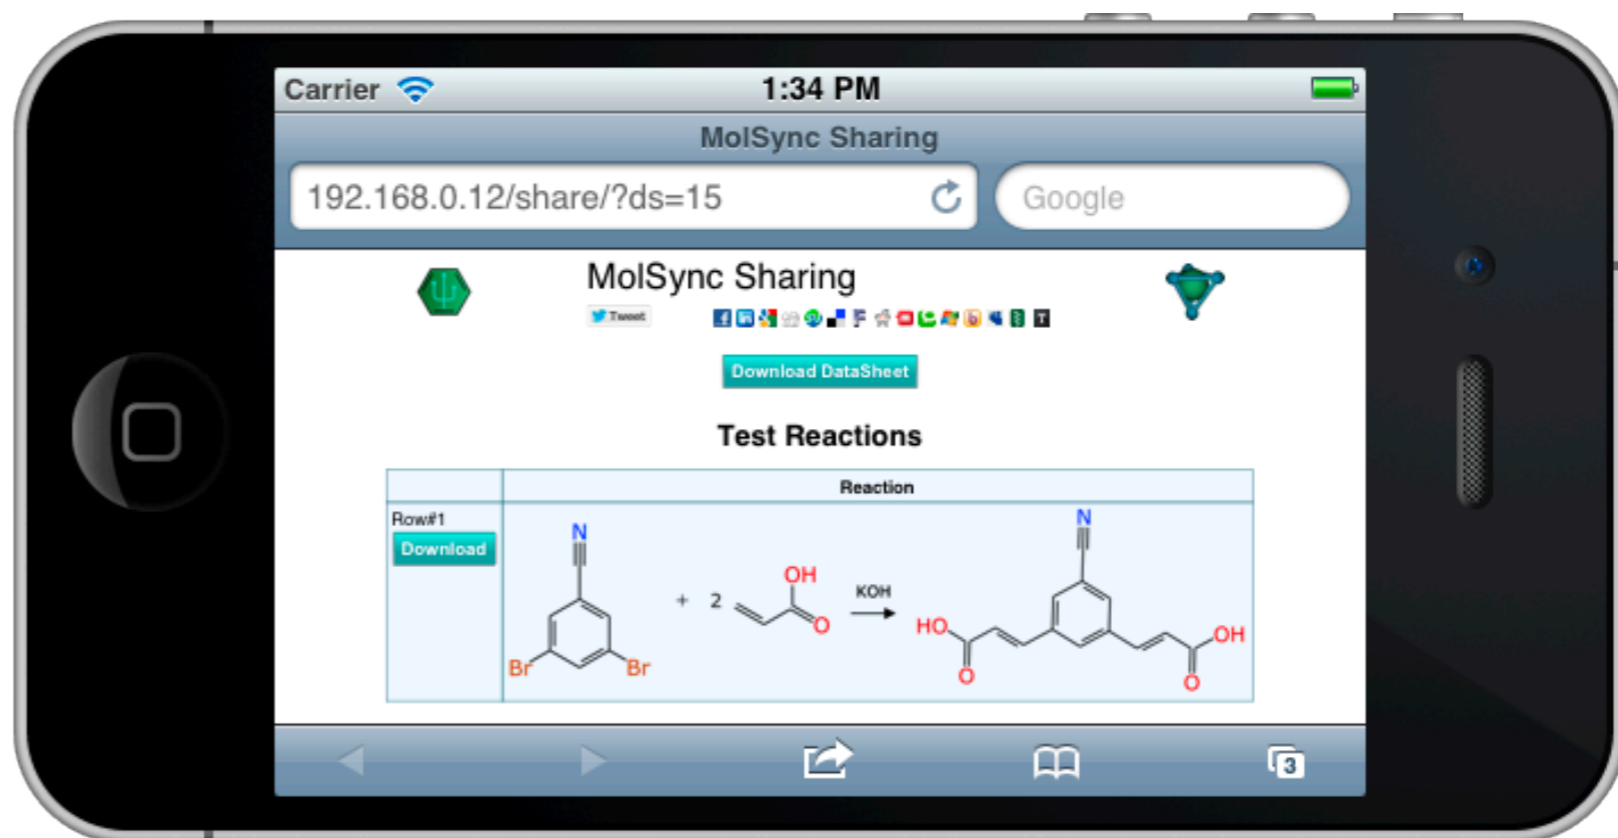 Carrier 1:34 PM
MolSync Sharing
192.168.0.12/share/?ds=15 Google
MolSync Sharing
Tweet
Download DataSheet
Test Reactions
Reaction
Row#1
Download
N
Br Br
+ 2
OH
O
KOH
N
HO
O
OH
O
3